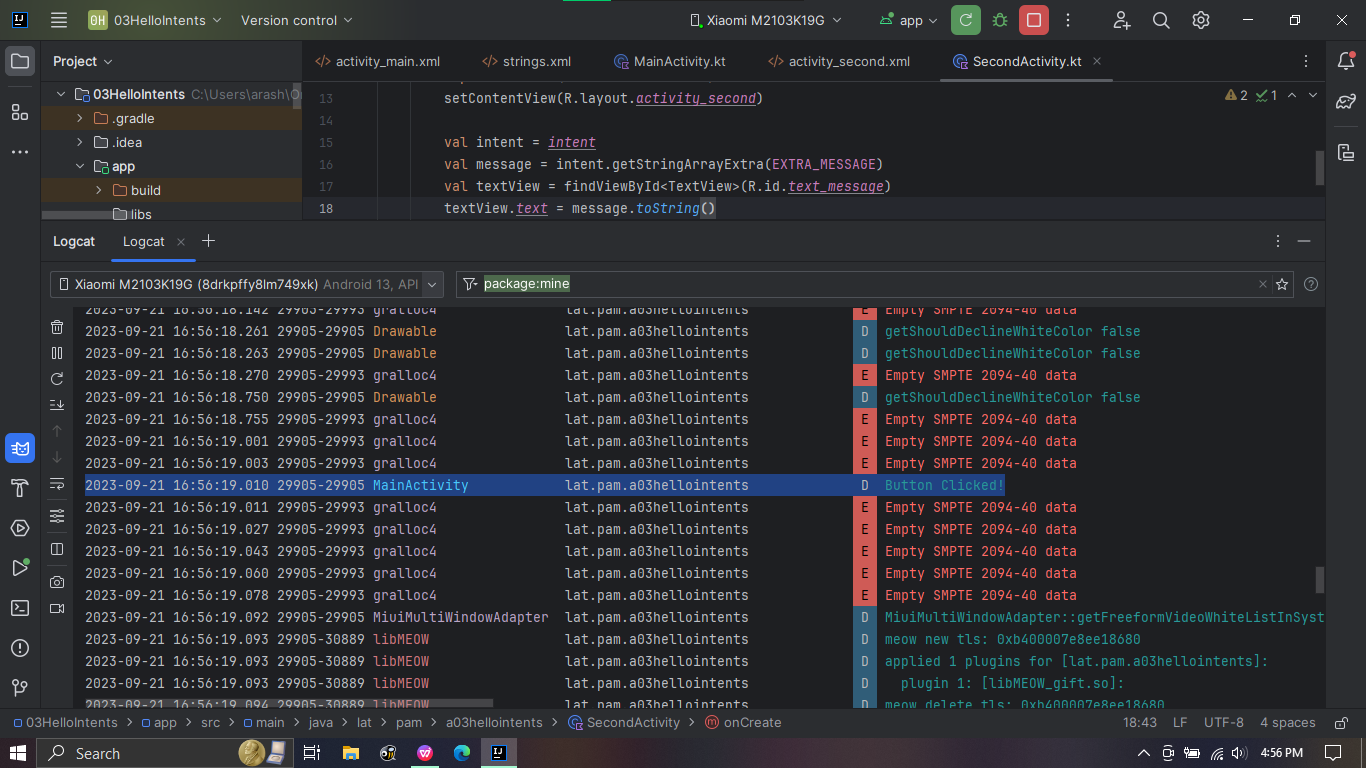 0H 03HelloIntents Version control Xiaomi M2103K19G app
Project
activity_main.xml strings.xml MainActivity.kt activity_second.xml SecondActivity.kt
03HelloIntents C:\Users\arash\On
.gradle
.idea
app
build
libs
13 setContentView(R.layout.activity_second) 2 1
14
15 val intent = intent
16 val message = intent.getStringArrayExtra(EXTRA_MESSAGE)
17 val textView = findViewById<TextView>(R.id.text_message)
18 textView.text = message.toString()
Logcat Logcat
Xiaomi M2103K19G (8drkpffy8lm749xk) Android 13, API package:mine
2023-09-21 16:56:18.142 29905-29993 gralloc4 lat.pam.a03hellointents E Empty SMPTE 2094-40 data
2023-09-21 16:56:18.261 29905-29905 Drawable lat.pam.a03hellointents D getShouldDeclineWhiteColor false
2023-09-21 16:56:18.263 29905-29905 Drawable lat.pam.a03hellointents D getShouldDeclineWhiteColor false
2023-09-21 16:56:18.270 29905-29993 gralloc4 lat.pam.a03hellointents E Empty SMPTE 2094-40 data
2023-09-21 16:56:18.750 29905-29905 Drawable lat.pam.a03hellointents D getShouldDeclineWhiteColor false
2023-09-21 16:56:18.755 29905-29993 gralloc4 lat.pam.a03hellointents E Empty SMPTE 2094-40 data
2023-09-21 16:56:19.001 29905-29993 gralloc4 lat.pam.a03hellointents E Empty SMPTE 2094-40 data
2023-09-21 16:56:19.003 29905-29993 gralloc4 lat.pam.a03hellointents E Empty SMPTE 2094-40 data
2023-09-21 16:56:19.010 29905-29905 MainActivity lat.pam.a03hellointents D Button Clicked!
2023-09-21 16:56:19.011 29905-29993 gralloc4 lat.pam.a03hellointents E Empty SMPTE 2094-40 data
2023-09-21 16:56:19.027 29905-29993 gralloc4 lat.pam.a03hellointents E Empty SMPTE 2094-40 data
2023-09-21 16:56:19.043 29905-29993 gralloc4 lat.pam.a03hellointents E Empty SMPTE 2094-40 data
2023-09-21 16:56:19.060 29905-29993 gralloc4 lat.pam.a03hellointents E Empty SMPTE 2094-40 data
2023-09-21 16:56:19.078 29905-29993 gralloc4 lat.pam.a03hellointents E Empty SMPTE 2094-40 data
2023-09-21 16:56:19.092 29905-29905 MiuiMultiWindowAdapter lat.pam.a03hellointents D MiuiMultiWindowAdapter::getFreeformVideoWhiteListInSyst
2023-09-21 16:56:19.093 29905-30889 libMEOW lat.pam.a03hellointents D meow new tls: 0xb400007e8ee18680
2023-09-21 16:56:19.093 29905-30889 libMEOW lat.pam.a03hellointents D applied 1 plugins for [lat.pam.a03hellointents]:
2023-09-21 16:56:19.093 29905-30889 libMEOW lat.pam.a03hellointents D plugin 1: [libMEOW_gift.so]:
2023-09-21 16:56:19.094 29905-30889 libMEOW lat.pam.a03hellointents D meow delete tls: 0xb400007e8ee18680
03HelloIntents > app > src > main > java > lat > pam > a03hellointents > SecondActivity > onCreate 18:43 LF UTF-8 4 spaces
Search 4:56 PM